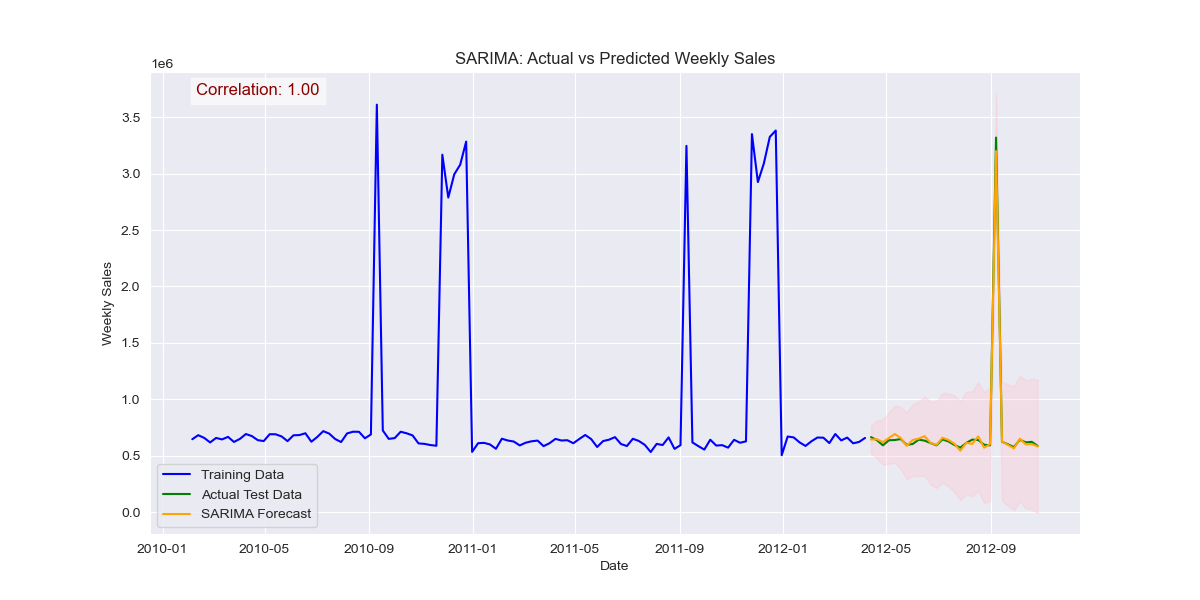 SARIMA: Actual vs Predicted Weekly Sales
1e6
Correlation: 1.00
3.5
3.0
2.5
2.0
1.5
1.0
0.5
0.0
Weekly Sales
Training Data
Actual Test Data
SARIMA Forecast
2010-01 2010-05 2010-09 2011-01 2011-05 2011-09 2012-01 2012-05 2012-09
Date